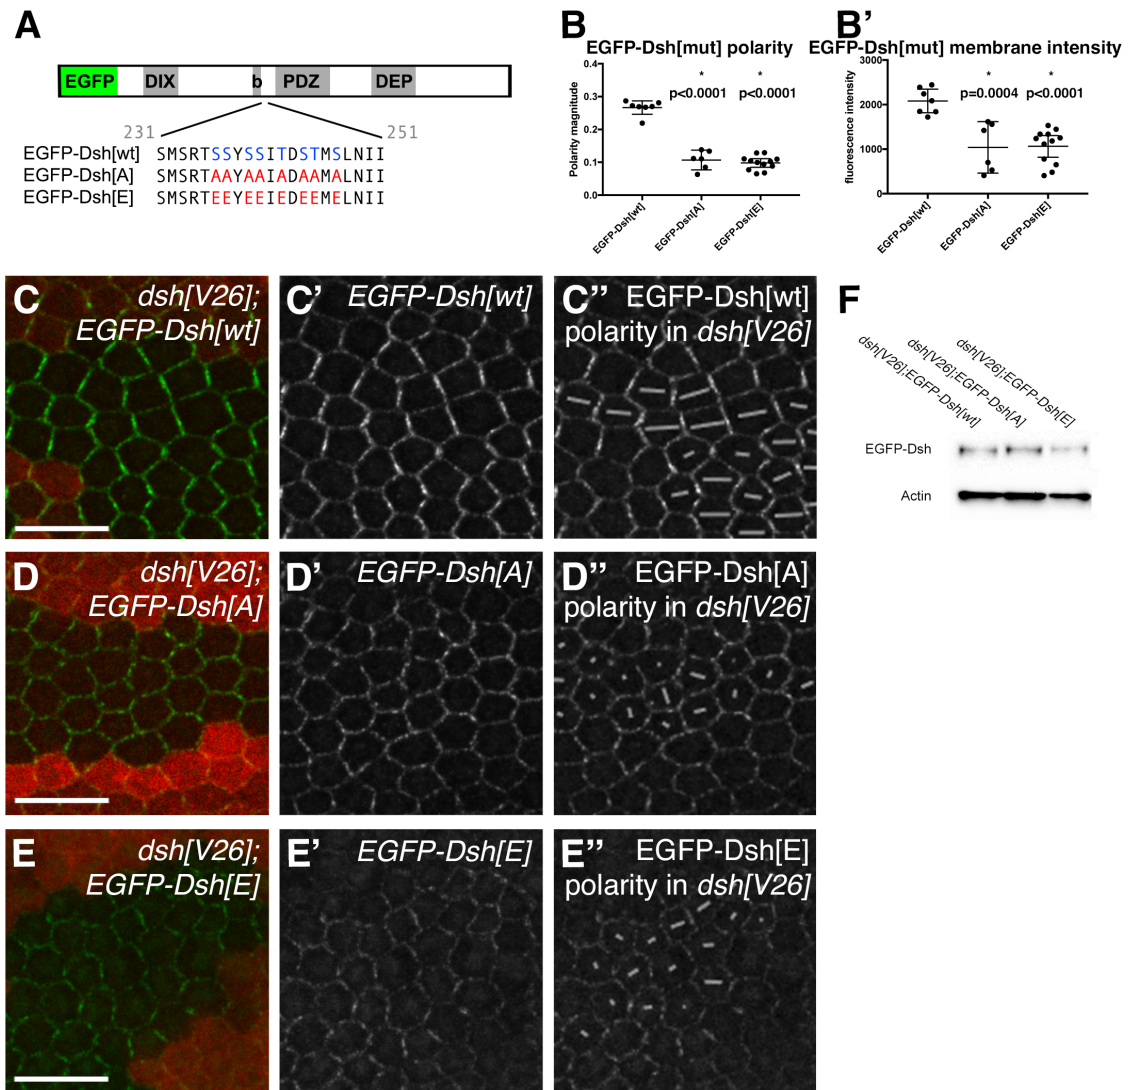 A
EGFP DIX b PDZ DEP
231 251
EGFP-Dsh[wt] SMSRTSSYSSITDSTMSLNII
EGFP-Dsh[A] SMSRTAAYAAIADAAMALNII
EGFP-Dsh[E] SMSRTEEYEEIEDEEMELNII
B
EGFP-Dsh[mut] polarity
Polarity magnitude
0.4
0.3
0.2
0.1
0.0
* *
p<0.0001 p<0.0001
EGFP-Dsh[wt]
EGFP-Dsh[A]
EGFP-Dsh[E]
B'
EGFP-Dsh[mut] membrane intensity
fluorescence intensity
3000
2000
1000
0
* *
p=0.0004 p<0.0001
EGFP-Dsh[wt]
EGFP-Dsh[A]
EGFP-Dsh[E]
C dsh[V26];
EGFP-Dsh[wt]
C' EGFP-Dsh[wt]
C" EGFP-Dsh[wt]
polarity in dsh[V26]
D dsh[V26];
EGFP-Dsh[A]
D' EGFP-Dsh[A]
D" EGFP-Dsh[A]
polarity in dsh[V26]
E dsh[V26];
EGFP-Dsh[E]
E' EGFP-Dsh[E]
E" EGFP-Dsh[E]
polarity in dsh[V26]
F
dsh[V26];EGFP-Dsh[wt]
dsh[V26];EGFP-Dsh[A]
dsh[V26];EGFP-Dsh[E]
EGFP-Dsh
Actin